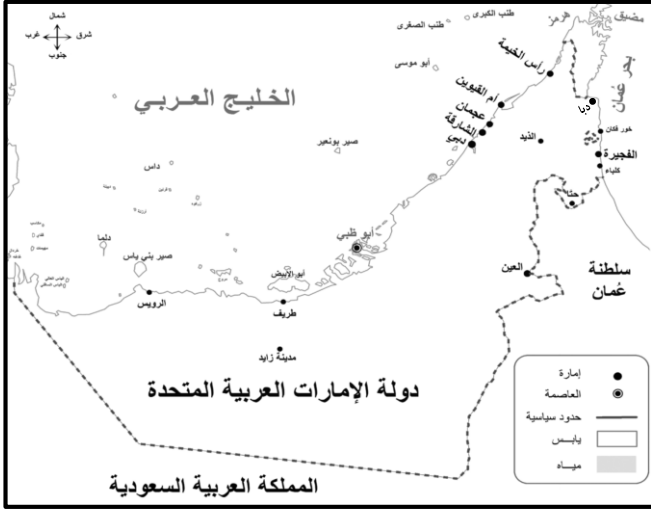 شمال
شرق
غرب
جنوب
طنب الكبرى
طنب الصغرى
أبو موسى
مضيق
هرمز
بحر عُمان
الخليج العربي
رأس الخيمة
أم القيوين
عجمان
الشارقة
دبي
دبا
خور فكان
الذيد
الفجيرة
كلباء
حتا
صير بونعير
داس
أبو ظبي
دلما
صير بني ياس
أبو الابيض
العين
سلطنة
عُمان
الرويس
طريف
مدينة زايد
دولة الإمارات العربية المتحدة
المملكة العربية السعودية
إمارة
العاصمة
حدود سياسية
يابس
مياه